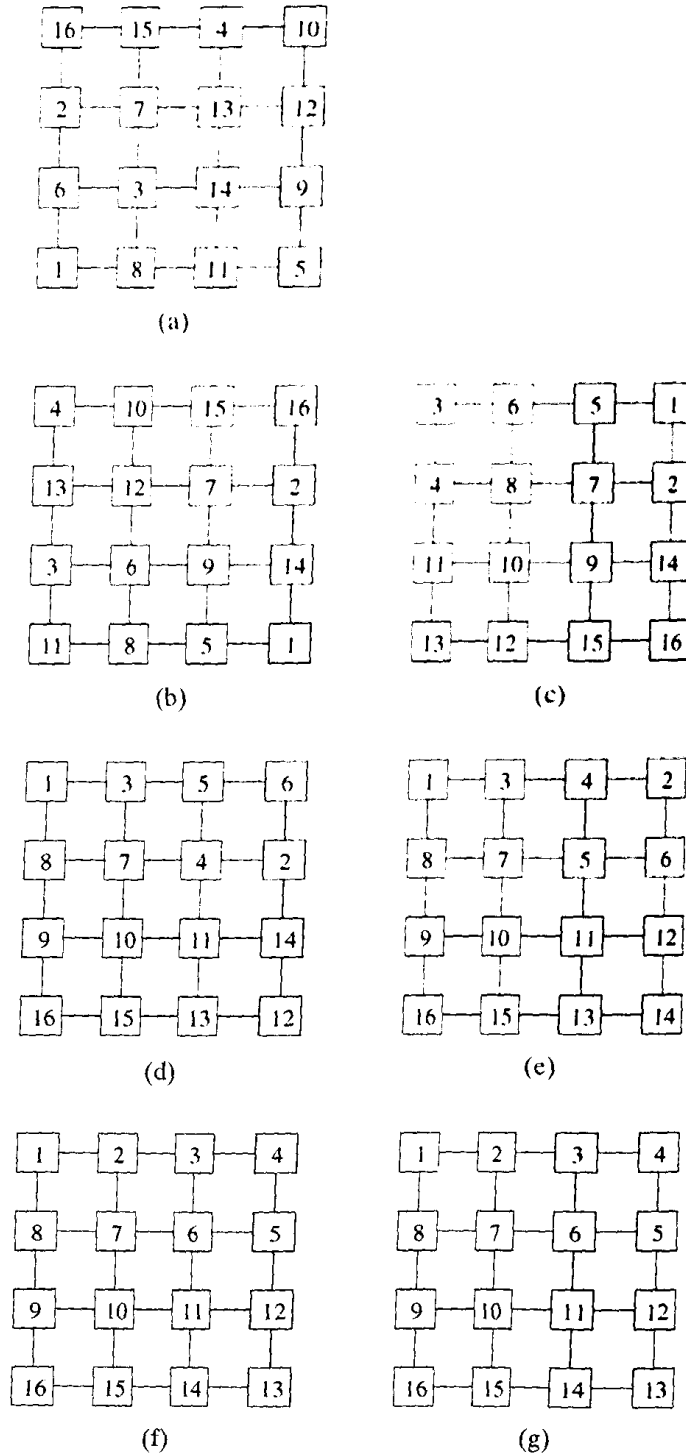 16 15 4 10
2 7 13 12
6 3 14 9
1 8 11 5
(a)
4 10 15 16
13 12 7 2
3 6 9 14
11 8 5 1
(b)
3 6 5 1
4 8 7 2
11 10 9 14
13 12 15 16
(c)
1 3 5 6
8 7 4 2
9 10 11 14
16 15 13 12
(d)
1 3 4 2
8 7 5 6
9 10 11 12
16 15 13 14
(e)
1 2 3 4
8 7 6 5
9 10 11 12
16 15 14 13
(f)
1 2 3 4
8 7 6 5
9 10 11 12
16 15 14 13
(g)